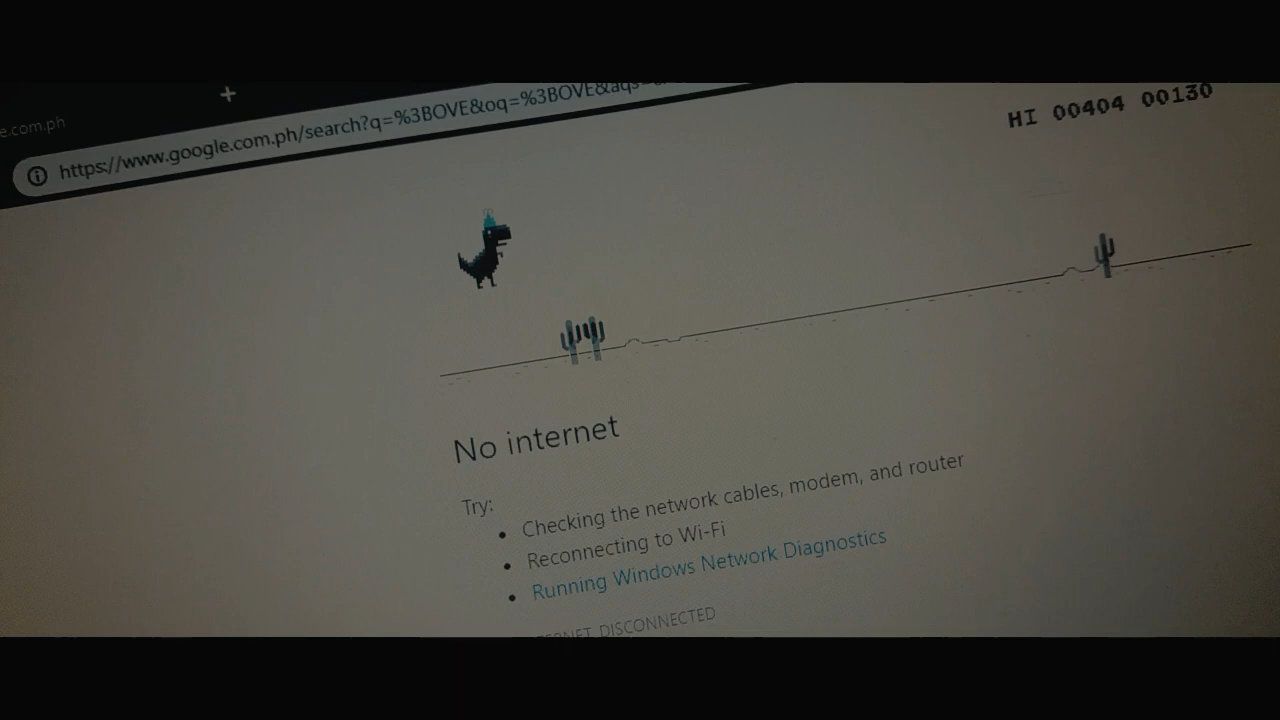 e.com.ph
https://www.google.com.ph/search?q=%3BOVE&oq=%3BOVE&aqs=
HI 00404 00130
No internet
Try:
• Checking the network cables, modem, and router
• Reconnecting to Wi-Fi
• Running Windows Network Diagnostics
DISCONNECTED